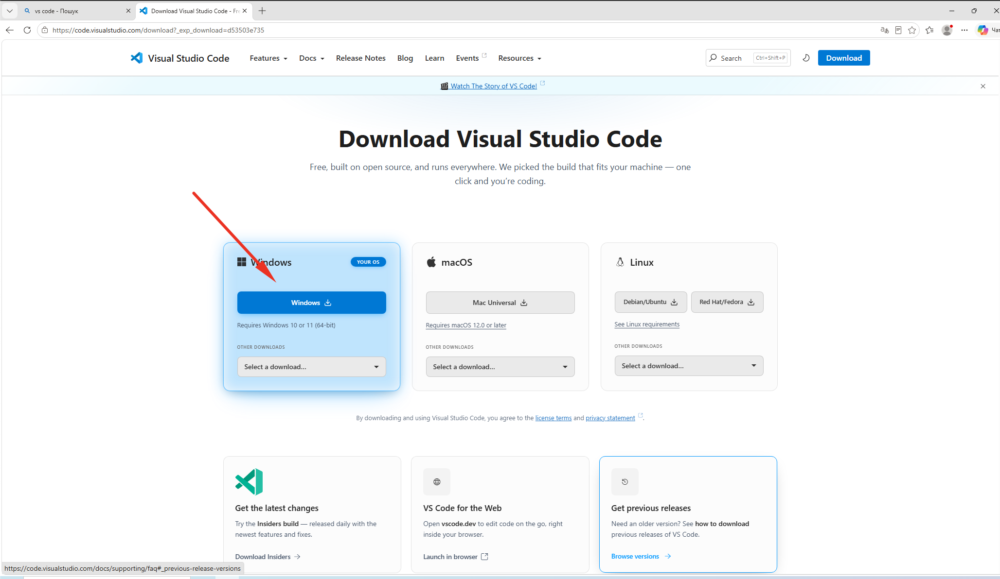 vs code - Пошук
Download Visual Studio Code - Fre
https://code.visualstudio.com/download?_exp_download=d53503e735
Чат
Visual Studio Code
Features
Docs
Release Notes
Blog
Learn
Events
Resources
Search
Ctrl+Shift+P
Download
Watch The Story of VS Code!
Download Visual Studio Code
Free, built on open source, and runs everywhere. We picked the build that fits your machine — one
click and you’re coding.
Windows
YOUR OS
Windows
Requires Windows 10 or 11 (64-bit)
OTHER DOWNLOADS
Select a download...
macOS
Mac Universal
Requires macOS 12.0 or later
OTHER DOWNLOADS
Select a download...
Linux
Debian/Ubuntu
Red Hat/Fedora
See Linux requirements
OTHER DOWNLOADS
Select a download...
By downloading and using Visual Studio Code, you agree to the license terms and privacy statement .
Get the latest changes
Try the Insiders build — released daily with the
newest features and fixes.
Download Insiders
VS Code for the Web
Open vscode.dev to edit code on the go, right
inside your browser.
Launch in browser
Get previous releases
Need an older version? See how to download
previous releases of VS Code.
Browse versions
https://code.visualstudio.com/docs/supporting/faq#_previous-release-versions